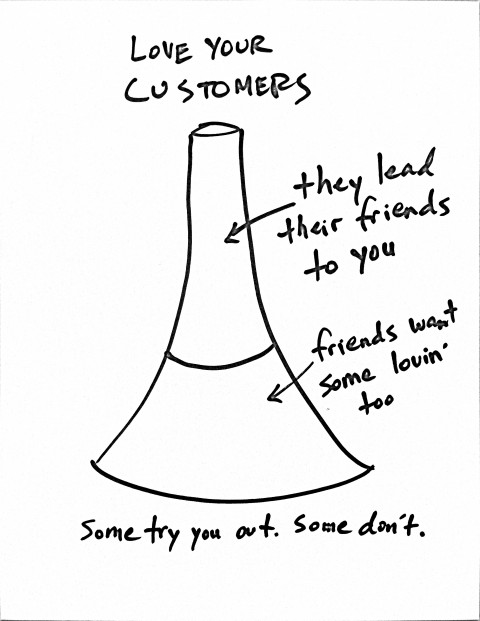 LOVE YOUR
CUSTOMERS
they lead
their friends
to you
friends want
some lovin'
too
Some try you out. Some don't.